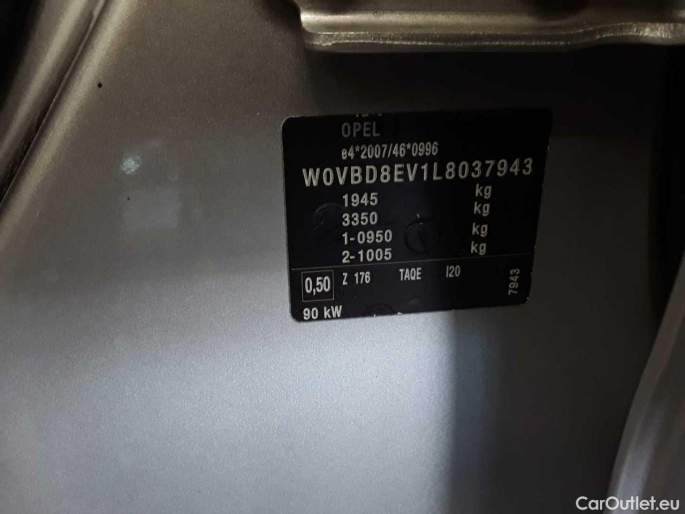 OPEL
e4*2007/46*0996
W0VBD8EV1L8037943
1945 kg
3350 kg
1-0950 kg
2-1005 kg
0,50 Z 176 TAQE I20
7943
90 kW
CarOutlet.eu